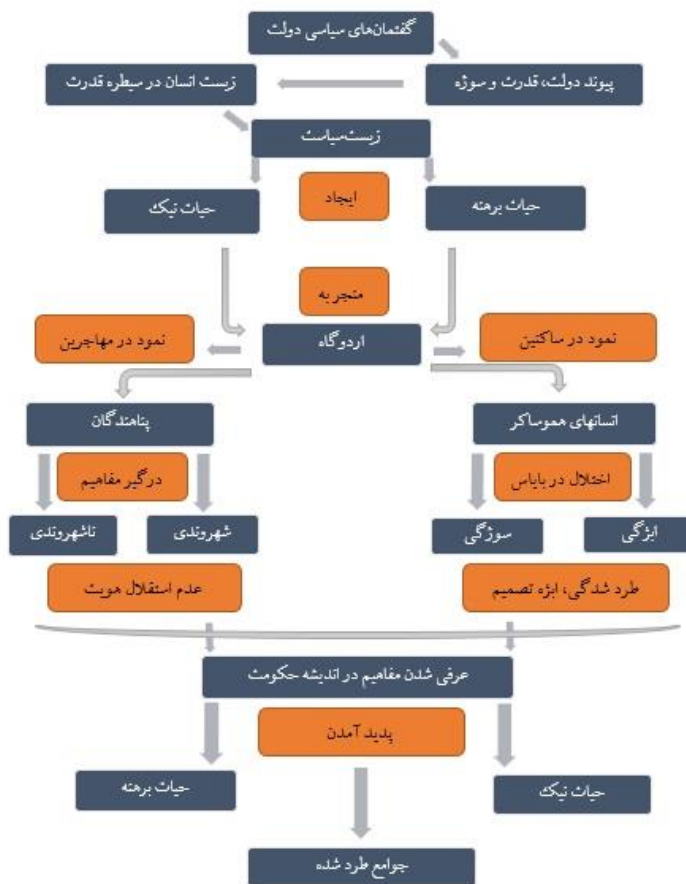 گفتمان‌های سیاسی دولت
پیوند دولت، قدرت و سوژه
زیست انسان در سیطره قدرت
زیست‌سیاست
ایجاد
حیات برهنه
حیات نیک
منجر به
اردوگاه
نمود در ساکنین
نمود در مهاجرین
انسانهای هموساکر
پناهندگان
اختلال در بایاس
درگیر مفاهیم
ابژگی
سوژگی
شهروندی
ناشهروندی
طرد شدگی، ابژه تصمیم
عدم استقلال هویت
عرفی شدن مفاهیم در اندیشه حکومت
پدید آمدن
حیات نیک
حیات برهنه
جوامع طرد شده